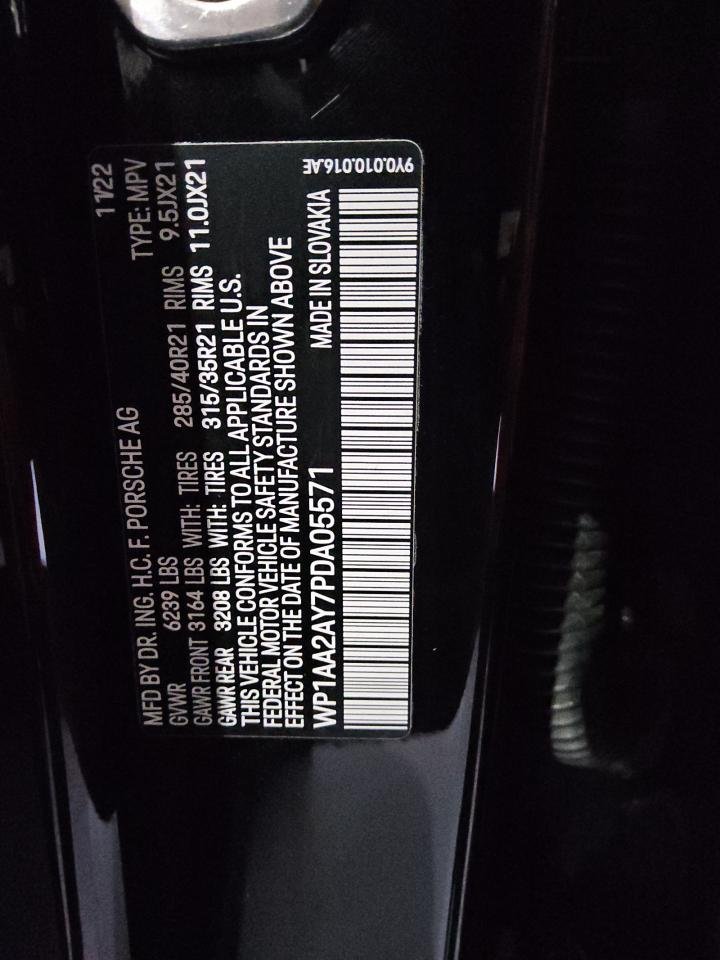 11/22
MFD BY DR. ING. H.C. F. PORSCHE AG TYPE: MPV
GVWR 6239 LBS
GAWR FRONT 3164 LBS WITH: TIRES 285/40R21 RIMS 9.5JX21
GAWR REAR 3208 LBS WITH: TIRES 315/35R21 RIMS 11.0JX21
THIS VEHICLE CONFORMS TO ALL APPLICABLE U.S.
FEDERAL MOTOR VEHICLE SAFETY STANDARDS IN
EFFECT ON THE DATE OF MANUFACTURE SHOWN ABOVE
WP1AA2AY7PDA05571 MADE IN SLOVAKIA
9Y0.010.016.AE